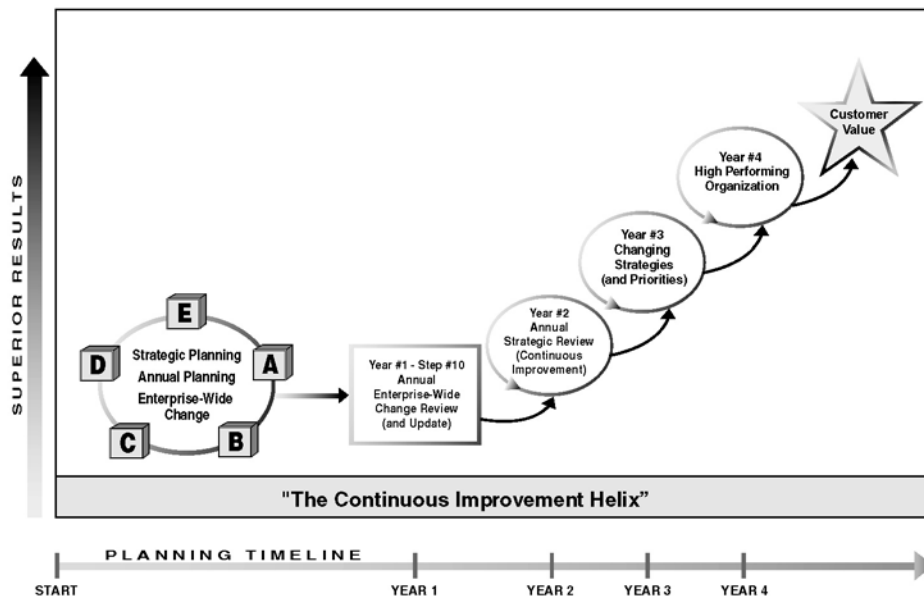 SUPERIOR RESULTS
E
D
A
C
B
Strategic Planning
Annual Planning
Enterprise-Wide
Change
Year #1 - Step #10
Annual
Enterprise-Wide
Change Review
(and Update)
Year #2
Annual
Strategic Review
(Continuous
Improvement)
Year #3
Changing
Strategies
(and Priorities)
Year #4
High Performing
Organization
Customer
Value
"The Continuous Improvement Helix”
PLANNING TIMELINE
START
YEAR 1
YEAR 2
YEAR 3
YEAR 4